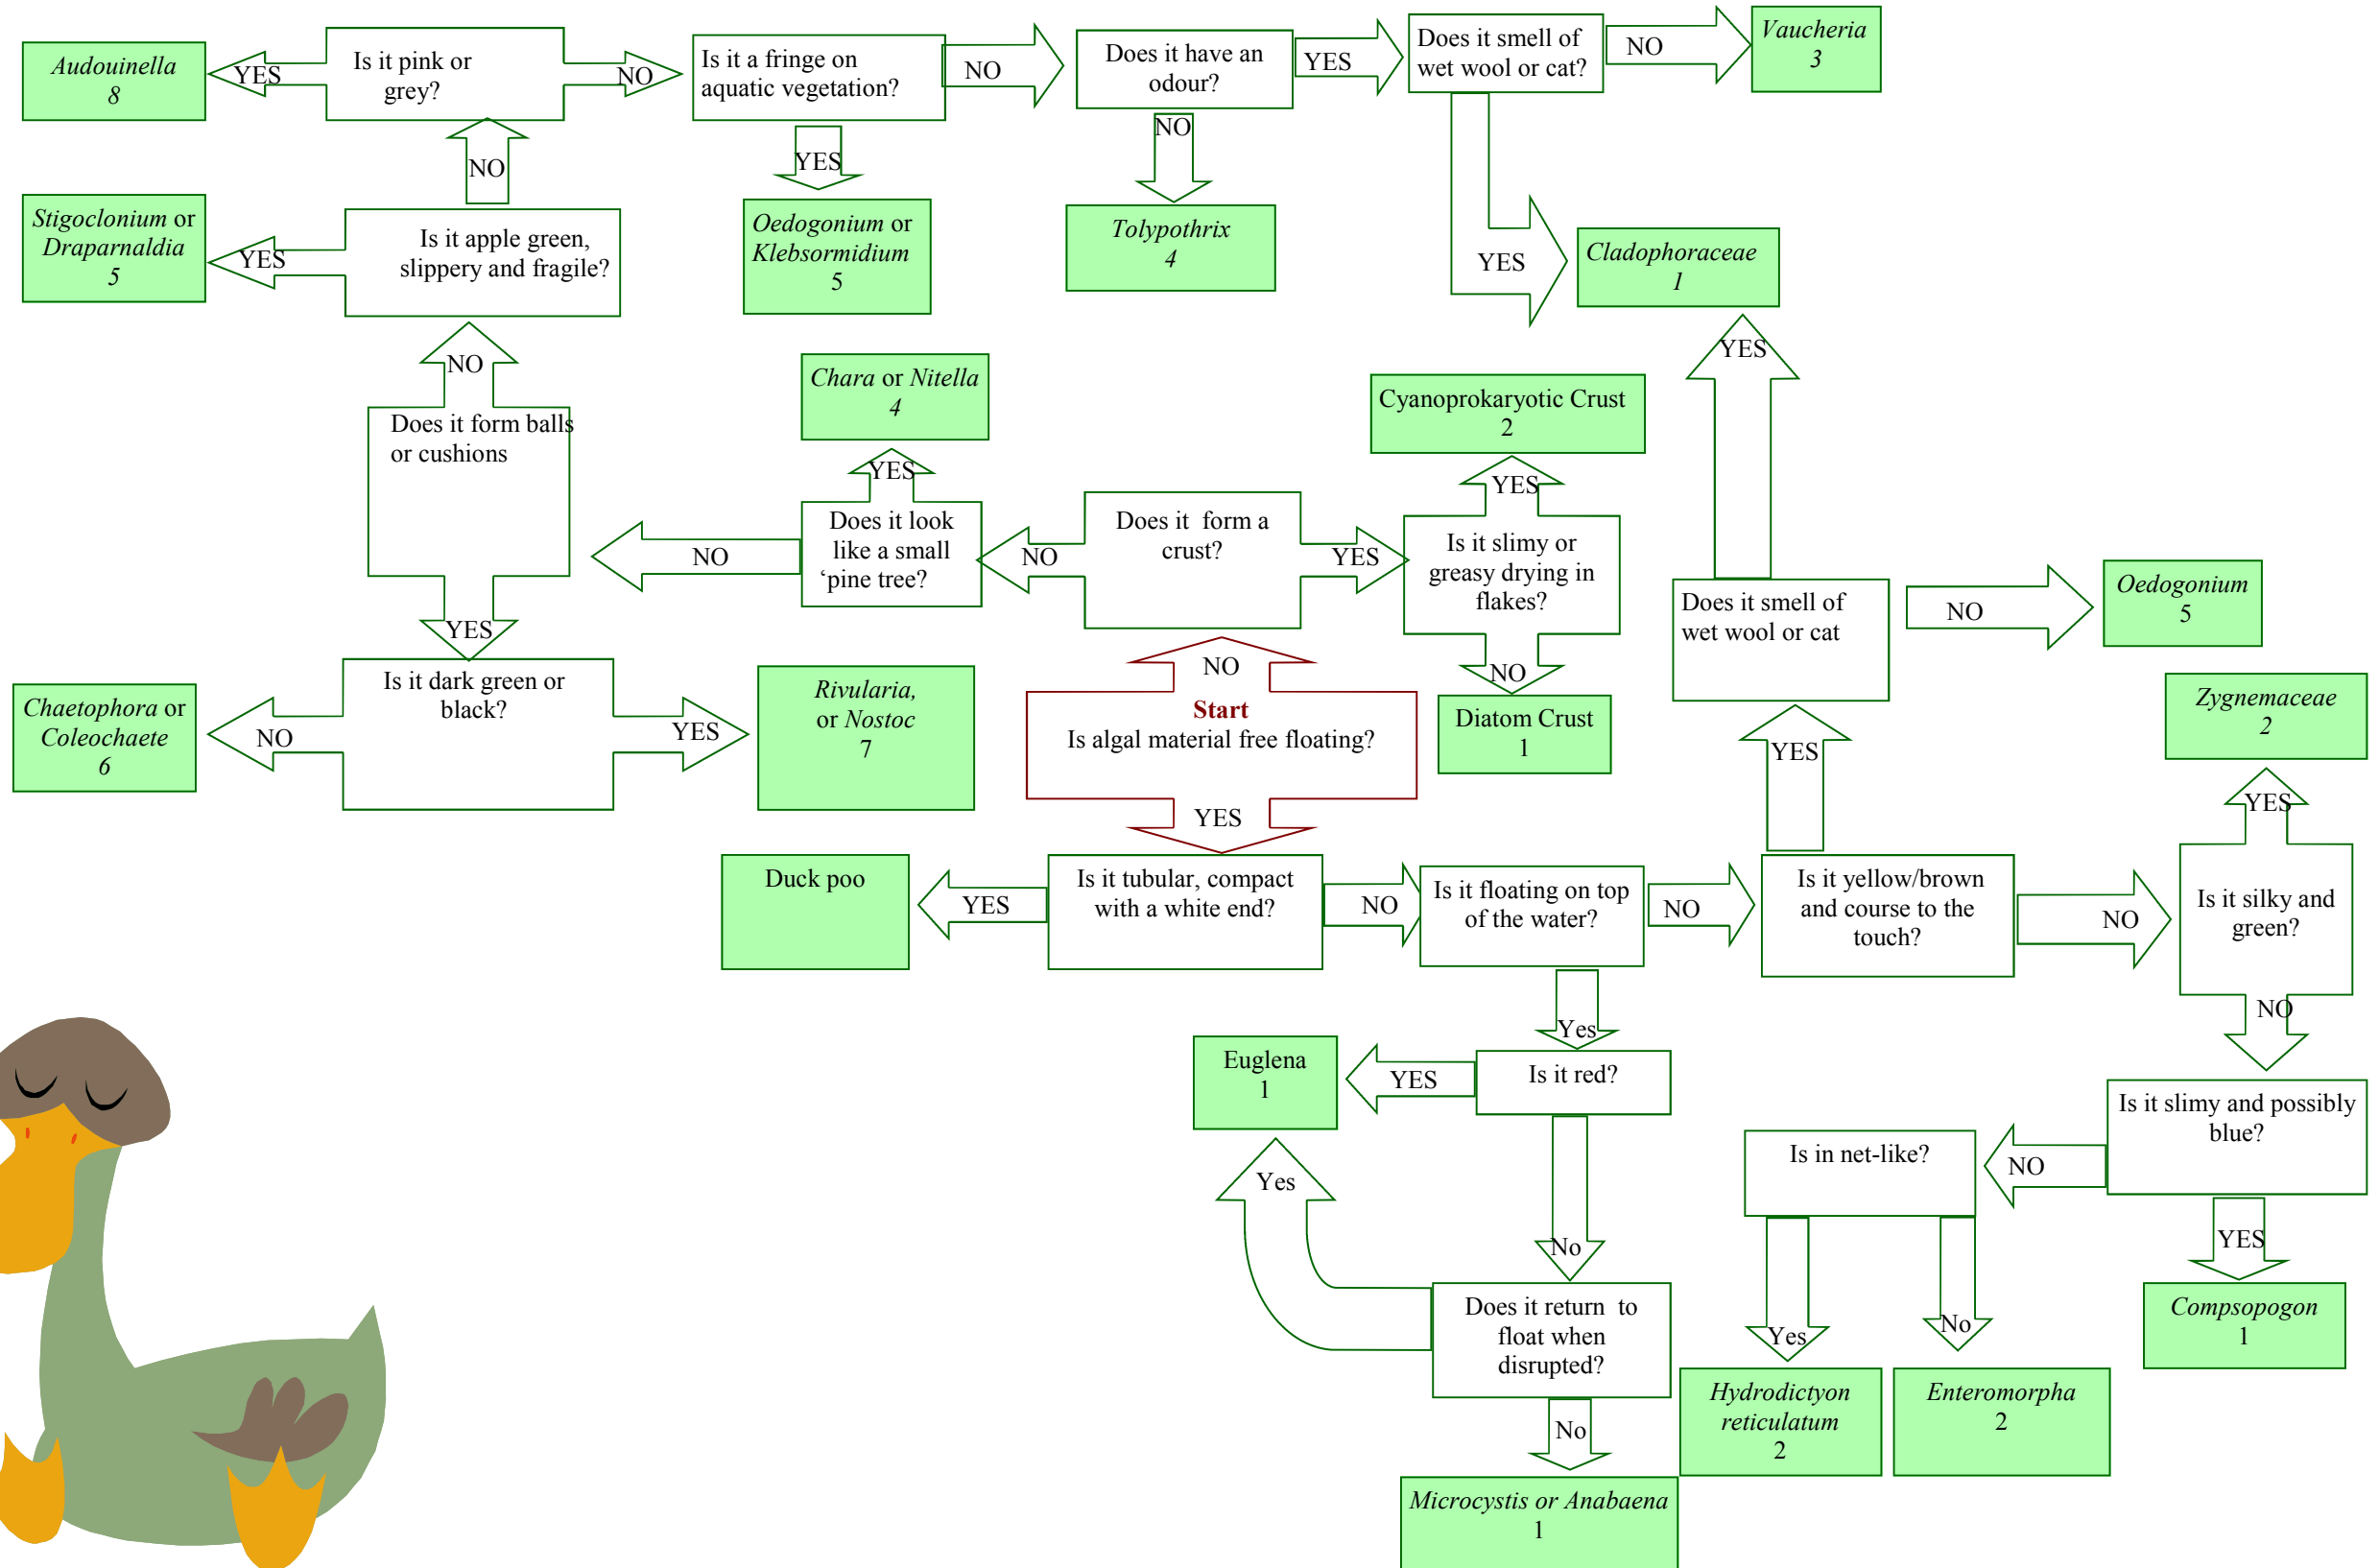 Audouinella
8
YES
Is it pink or
grey?
NO
Is it a fringe on
aquatic vegetation?
NO
Does it have an
odour?
YES
Does it smell of
wet wool or cat?
NO
Vaucheria
3
NO
YES
NO
Stigoclonium or
Draparnaldia
5
YES
Is it apple green,
slippery and fragile?
Oedogonium or
Klebsormidium
5
Tolypothrix
4
YES
Cladophoraceae
1
NO
Chara or Nitella
4
YES
Cyanoprokaryotic Crust
2
Does it form balls
or cushions
YES
YES
NO
Does it look
like a small
‘pine tree?
NO
Does it  form a
crust?
YES
Is it slimy or
greasy drying in
flakes?
Does it smell of
wet wool or cat
NO
Oedogonium
5
YES
NO
NO
Chaetophora or
Coleochaete
6
NO
Is it dark green or
black?
YES
Rivularia,
or Nostoc
7
Start
Is algal material free floating?
YES
Diatom Crust
1
YES
Zygnemaceae
2
YES
Duck poo
YES
Is it tubular, compact
with a white end?
NO
Is it floating on top
of the water?
NO
Is it yellow/brown
and course to the
touch?
NO
Is it silky and
green?
NO
Yes
Euglena
1
YES
Is it red?
Is it slimy and possibly
blue?
NO
Is in net-like?
Yes
No
YES
Compsopogon
1
Does it return  to
float when
disrupted?
Yes
No
Hydrodictyon
reticulatum
2
Enteromorpha
2
No
Microcystis or Anabaena
1